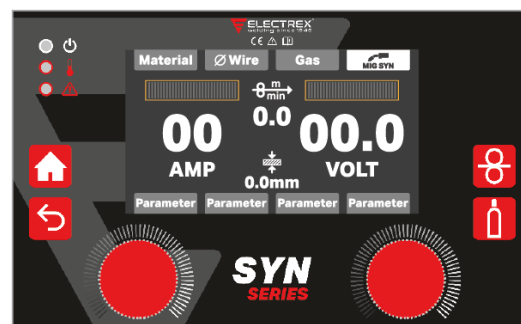 ELECTREX
welding since 1946
CE
Material Ø Wire Gas MIG SYN
m
min
0.0
00 00.0
AMP VOLT
0.0mm
Parameter Parameter Parameter Parameter
SYN
SERIES